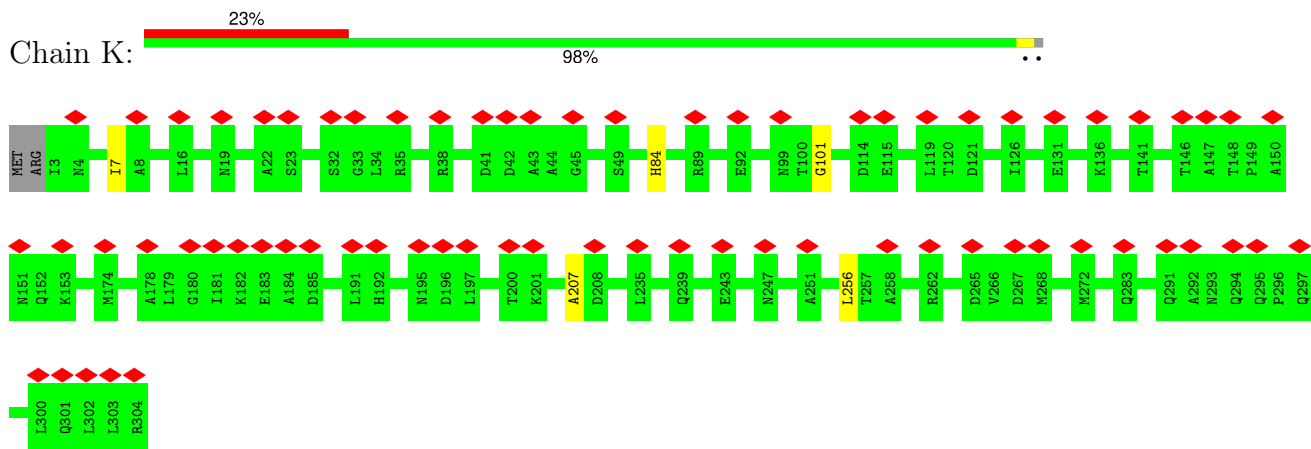 23%
Chain K:
98%
• •
MET ARG I3 N4 I7 A8 L16 N19 A22 S23 S32 G33 L34 R35 R38 D41 D42 A43 A44 G45 S49 H84 R89 E92 N99 T100 G101 D114 E115 L119 T120 D121 I126 E131 K136 T141 T146 A147 T148 P149 A150
N151 Q152 K153 M174 A178 L179 G180 I181 K182 E183 A184 D185 L191 H192 N195 D196 L197 T200 K201 A207 D208 L235 Q239 E243 N247 A251 L256 T257 A258 R262 D265 V266 D267 M268 M272 Q283 Q291 A292 N293 Q294 Q295 P296 Q297
L300 Q301 L302 L303 R304